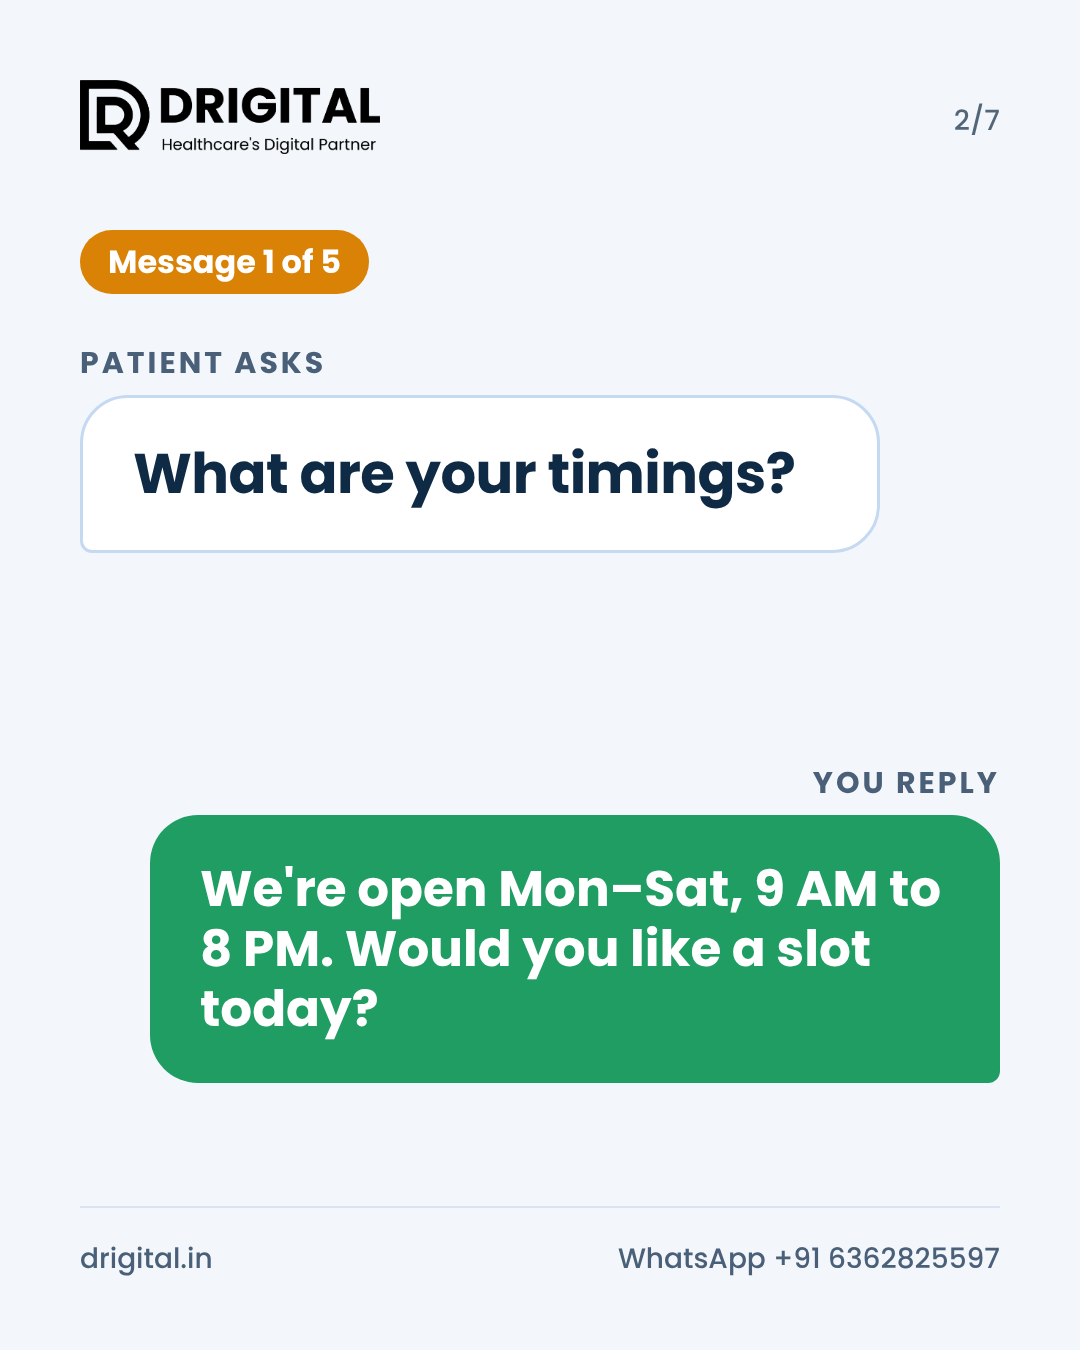 DRIGITAL
Healthcare's Digital Partner
2/7
Message 1 of 5
PATIENT ASKS
What are your timings?
YOU REPLY
We're open Mon–Sat, 9 AM to
8 PM. Would you like a slot
today?
drigital.in
WhatsApp +91 6362825597